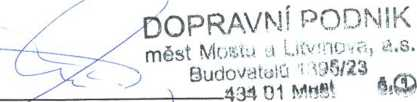 DOPRAVNÍ PODNIK
měst Mostu a Litvínova, a.s.
Budovatelů 1395/23
434 01 Most